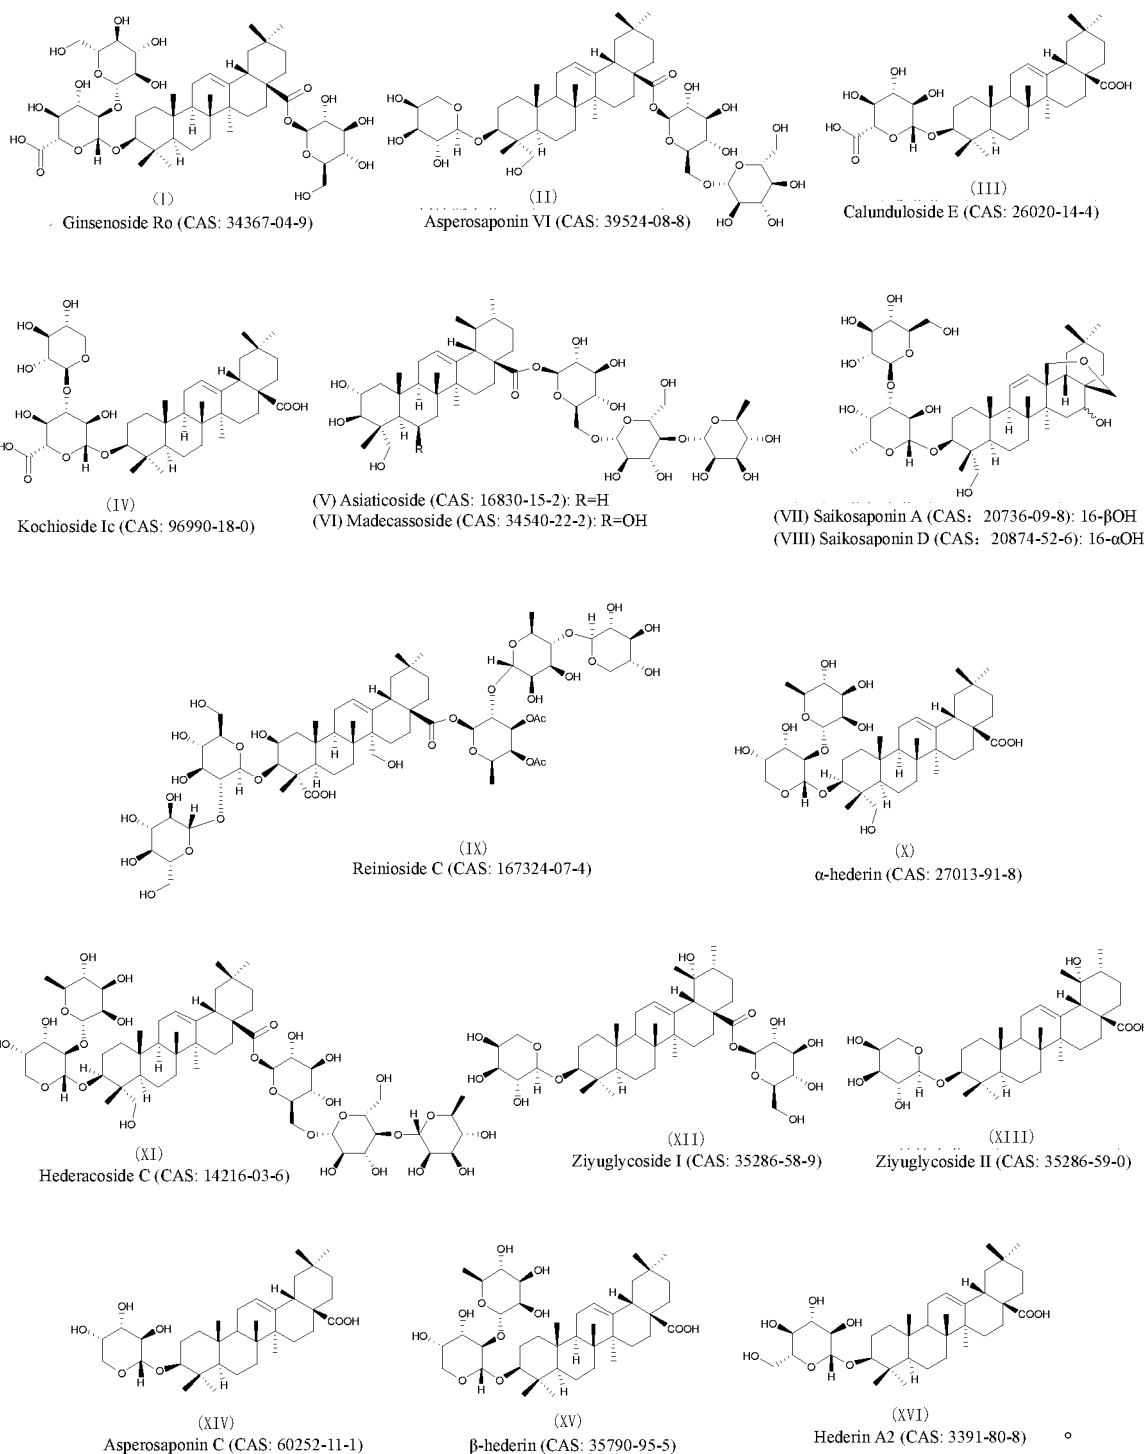 (I)
Ginsenoside Ro (CAS: 34367-04-9)
(II)
Asperosaponin VI (CAS: 39524-08-8)
(III)
Calunduloside E (CAS: 26020-14-4)
(IV)
Kochioside Ic (CAS: 96990-18-0)
(V) Asiaticoside (CAS: 16830-15-2): R=H
(VI) Madecassoside (CAS: 34540-22-2): R=OH
(VII) Saikosaponin A (CAS: 20736-09-8): 16-βOH
(VIII) Saikosaponin D (CAS: 20874-52-6): 16-αOH
(IX)
Reinioside C (CAS: 167324-07-4)
(X)
α-hederin (CAS: 27013-91-8)
(XI)
Hederacoside C (CAS: 14216-03-6)
(XII)
Ziyuglycoside I (CAS: 35286-58-9)
(XIII)
Ziyuglycoside II (CAS: 35286-59-0)
(XIV)
Asperosaponin C (CAS: 60252-11-1)
(XV)
β-hederin (CAS: 35790-95-5)
(XVI)
Hederin A2 (CAS: 3391-80-8)